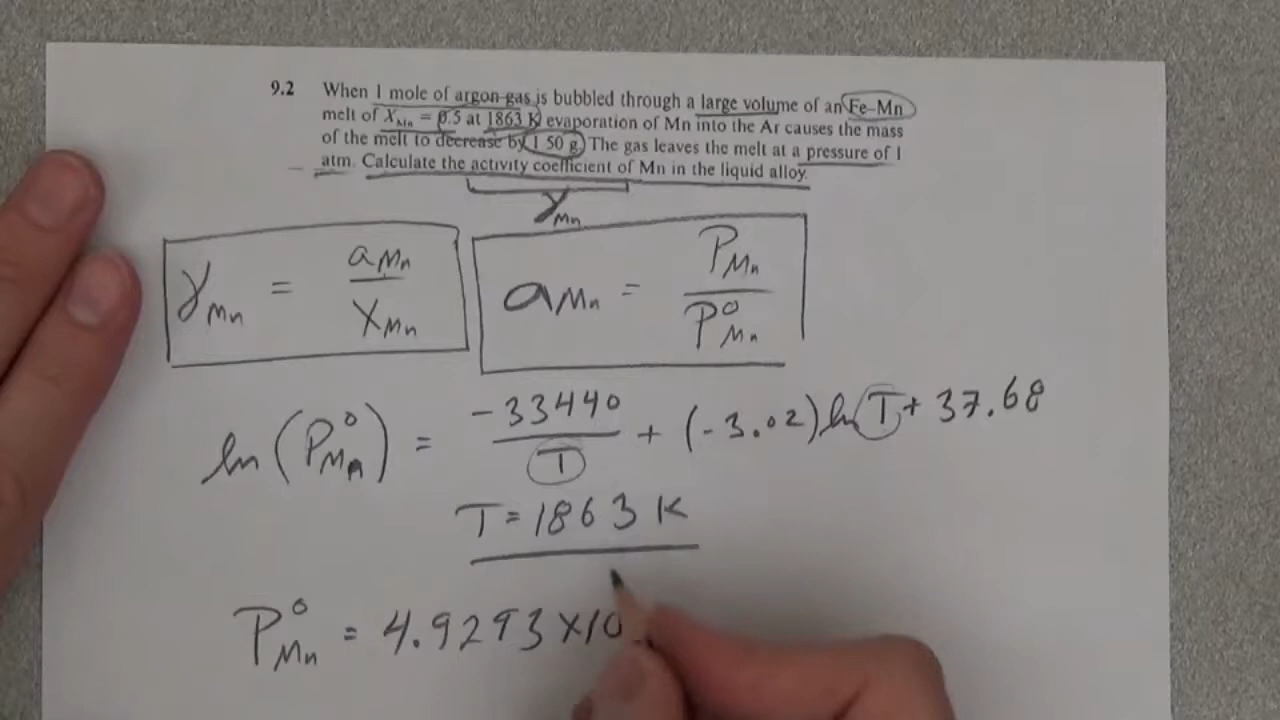 9.2 When 1 mole of argon gas is bubbled through a large volume of an Fe–Mn
melt of X_Mn = 0.5 at 1863 K evaporation of Mn into the Ar causes the mass
of the melt to decrease by 1 50 g. The gas leaves the melt at a pressure of 1
atm. Calculate the activity coefficient of Mn in the liquid alloy.
γ_Mn
γ_Mn = a_Mn / X_Mn
a_Mn = P_Mn / P°_Mn
ln(P°_Mn) = -33440 / T + (-3.02) ln T + 37.68
T = 1863 K
P°_Mn = 4.9293 × 10